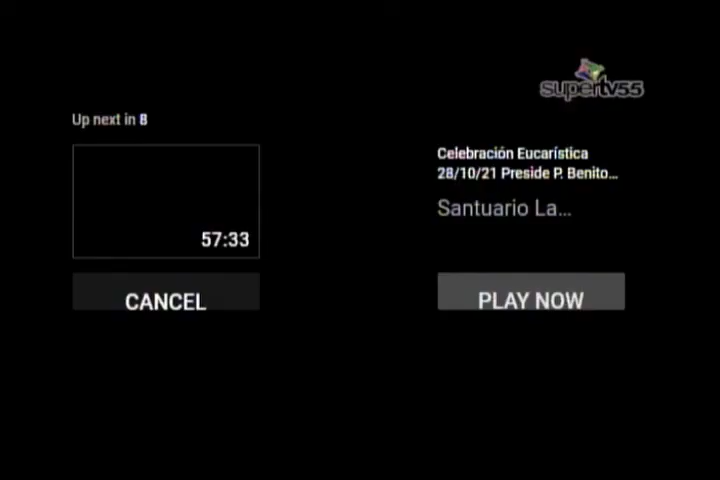 supertv55
Up next in 8
Celebración Eucarística
28/10/21 Preside P. Benito...
Santuario La...
57:33
CANCEL
PLAY NOW